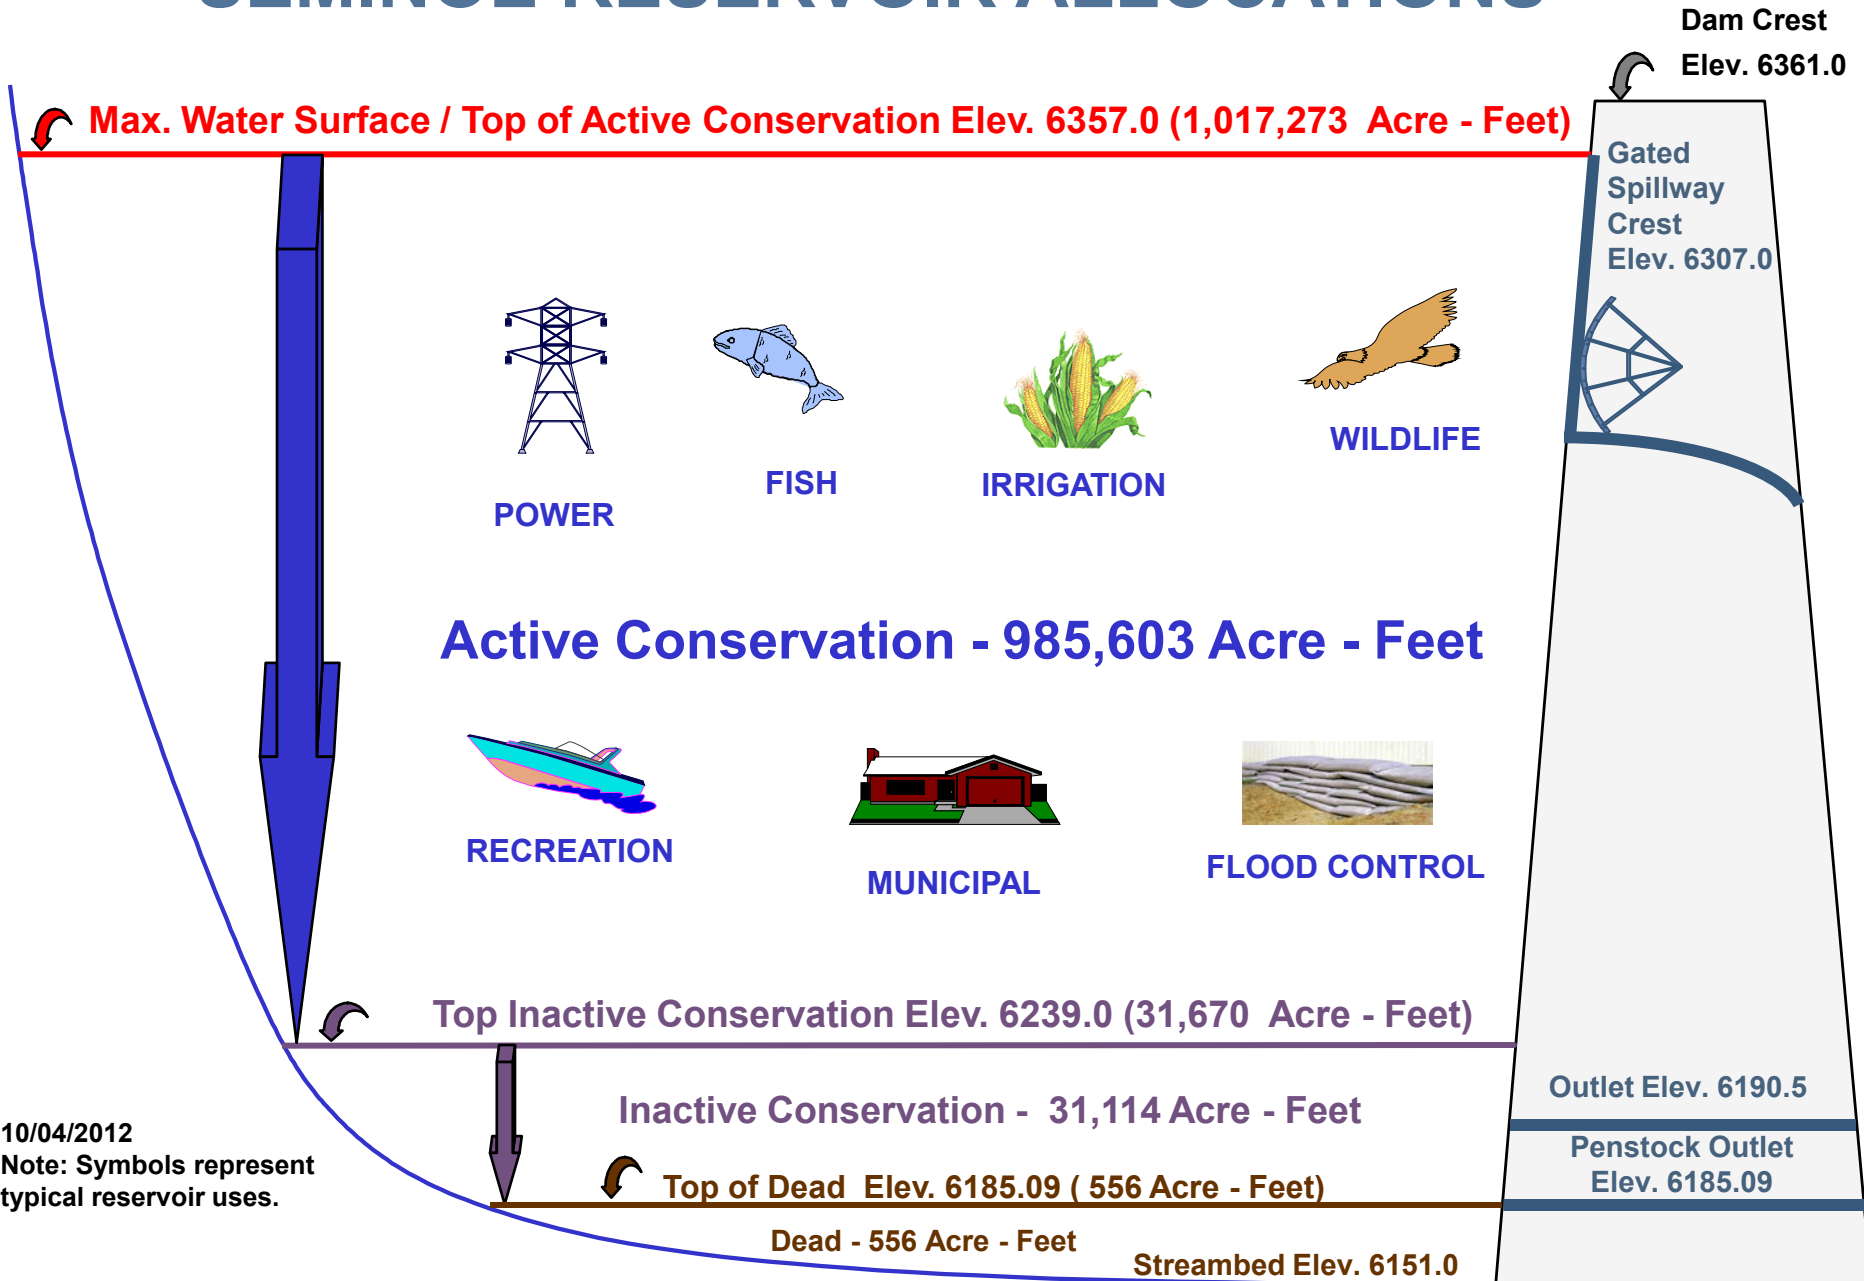 SEMINOE RESERVOIR ALLOCATIONS
Dam Crest
Elev. 6361.0
Max. Water Surface / Top of Active Conservation Elev. 6357.0 (1,017,273 Acre - Feet)
Gated
Spillway
Crest
Elev. 6307.0
POWER
FISH
IRRIGATION
WILDLIFE
Active Conservation - 985,603 Acre - Feet
RECREATION
MUNICIPAL
FLOOD CONTROL
Top Inactive Conservation Elev. 6239.0 (31,670 Acre - Feet)
Inactive Conservation - 31,114 Acre - Feet
Outlet Elev. 6190.5
Penstock Outlet
Elev. 6185.09
Top of Dead Elev. 6185.09 ( 556 Acre - Feet)
Dead - 556 Acre - Feet
Streambed Elev. 6151.0
10/04/2012
Note: Symbols represent
typical reservoir uses.